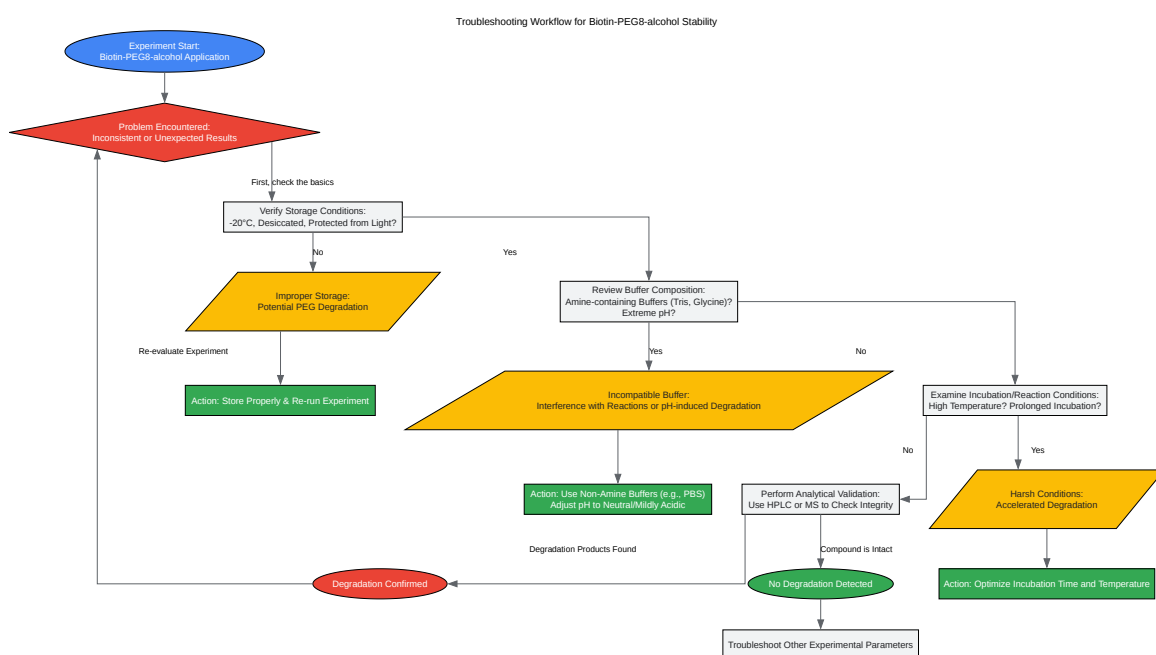 Troubleshooting Workflow for Biotin-PEG8-alcohol Stability
Experiment Start:
Biotin-PEG8-alcohol Application
Problem Encountered:
Inconsistent or Unexpected Results
First, check the basics
Verify Storage Conditions:
-20°C, Desiccated, Protected from Light?
No
Yes
Improper Storage:
Potential PEG Degradation
Review Buffer Composition:
Amine-containing Buffers (Tris, Glycine)?
Extreme pH?
Re-evaluate Experiment
Yes
No
Action: Store Properly & Re-run Experiment
Incompatible Buffer:
Interference with Reactions or pH-induced Degradation
Examine Incubation/Reaction Conditions:
High Temperature? Prolonged Incubation?
No
Yes
Action: Use Non-Amine Buffers (e.g., PBS)
Adjust pH to Neutral/Mildly Acidic
Perform Analytical Validation:
Use HPLC or MS to Check Integrity
Harsh Conditions:
Accelerated Degradation
Degradation Products Found
Compound is Intact
Degradation Confirmed
No Degradation Detected
Action: Optimize Incubation Time and Temperature
Troubleshoot Other Experimental Parameters